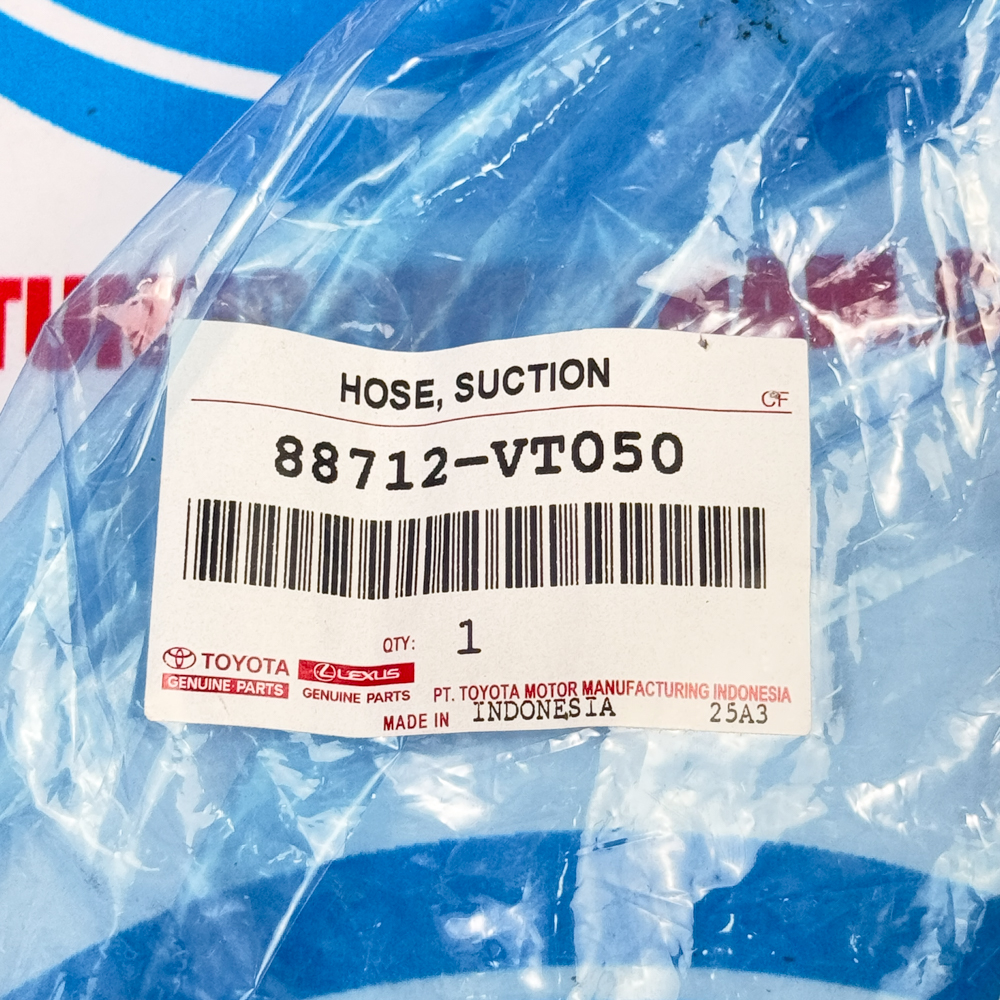 HOSE, SUCTION
CF
88712-VT050
QTY: 1
TOYOTA
GENUINE PARTS
LEXUS
GENUINE PARTS
PT. TOYOTA MOTOR MANUFACTURING INDONESIA
MADE IN INDONESIA 25A3